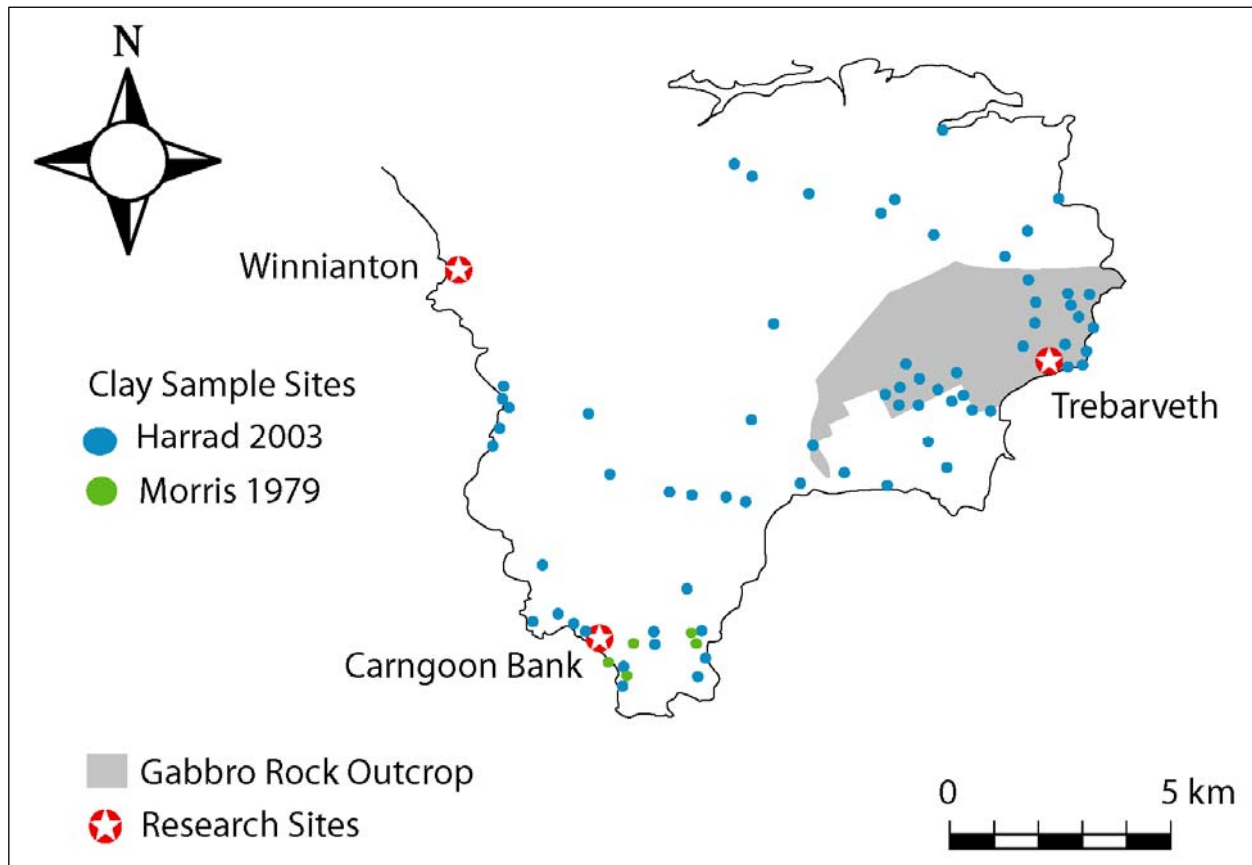 N
Winnianton
Clay Sample Sites
Harrad 2003
Morris 1979
Trebarveth
Carngoon Bank
Gabbro Rock Outcrop
Research Sites
0 5 km